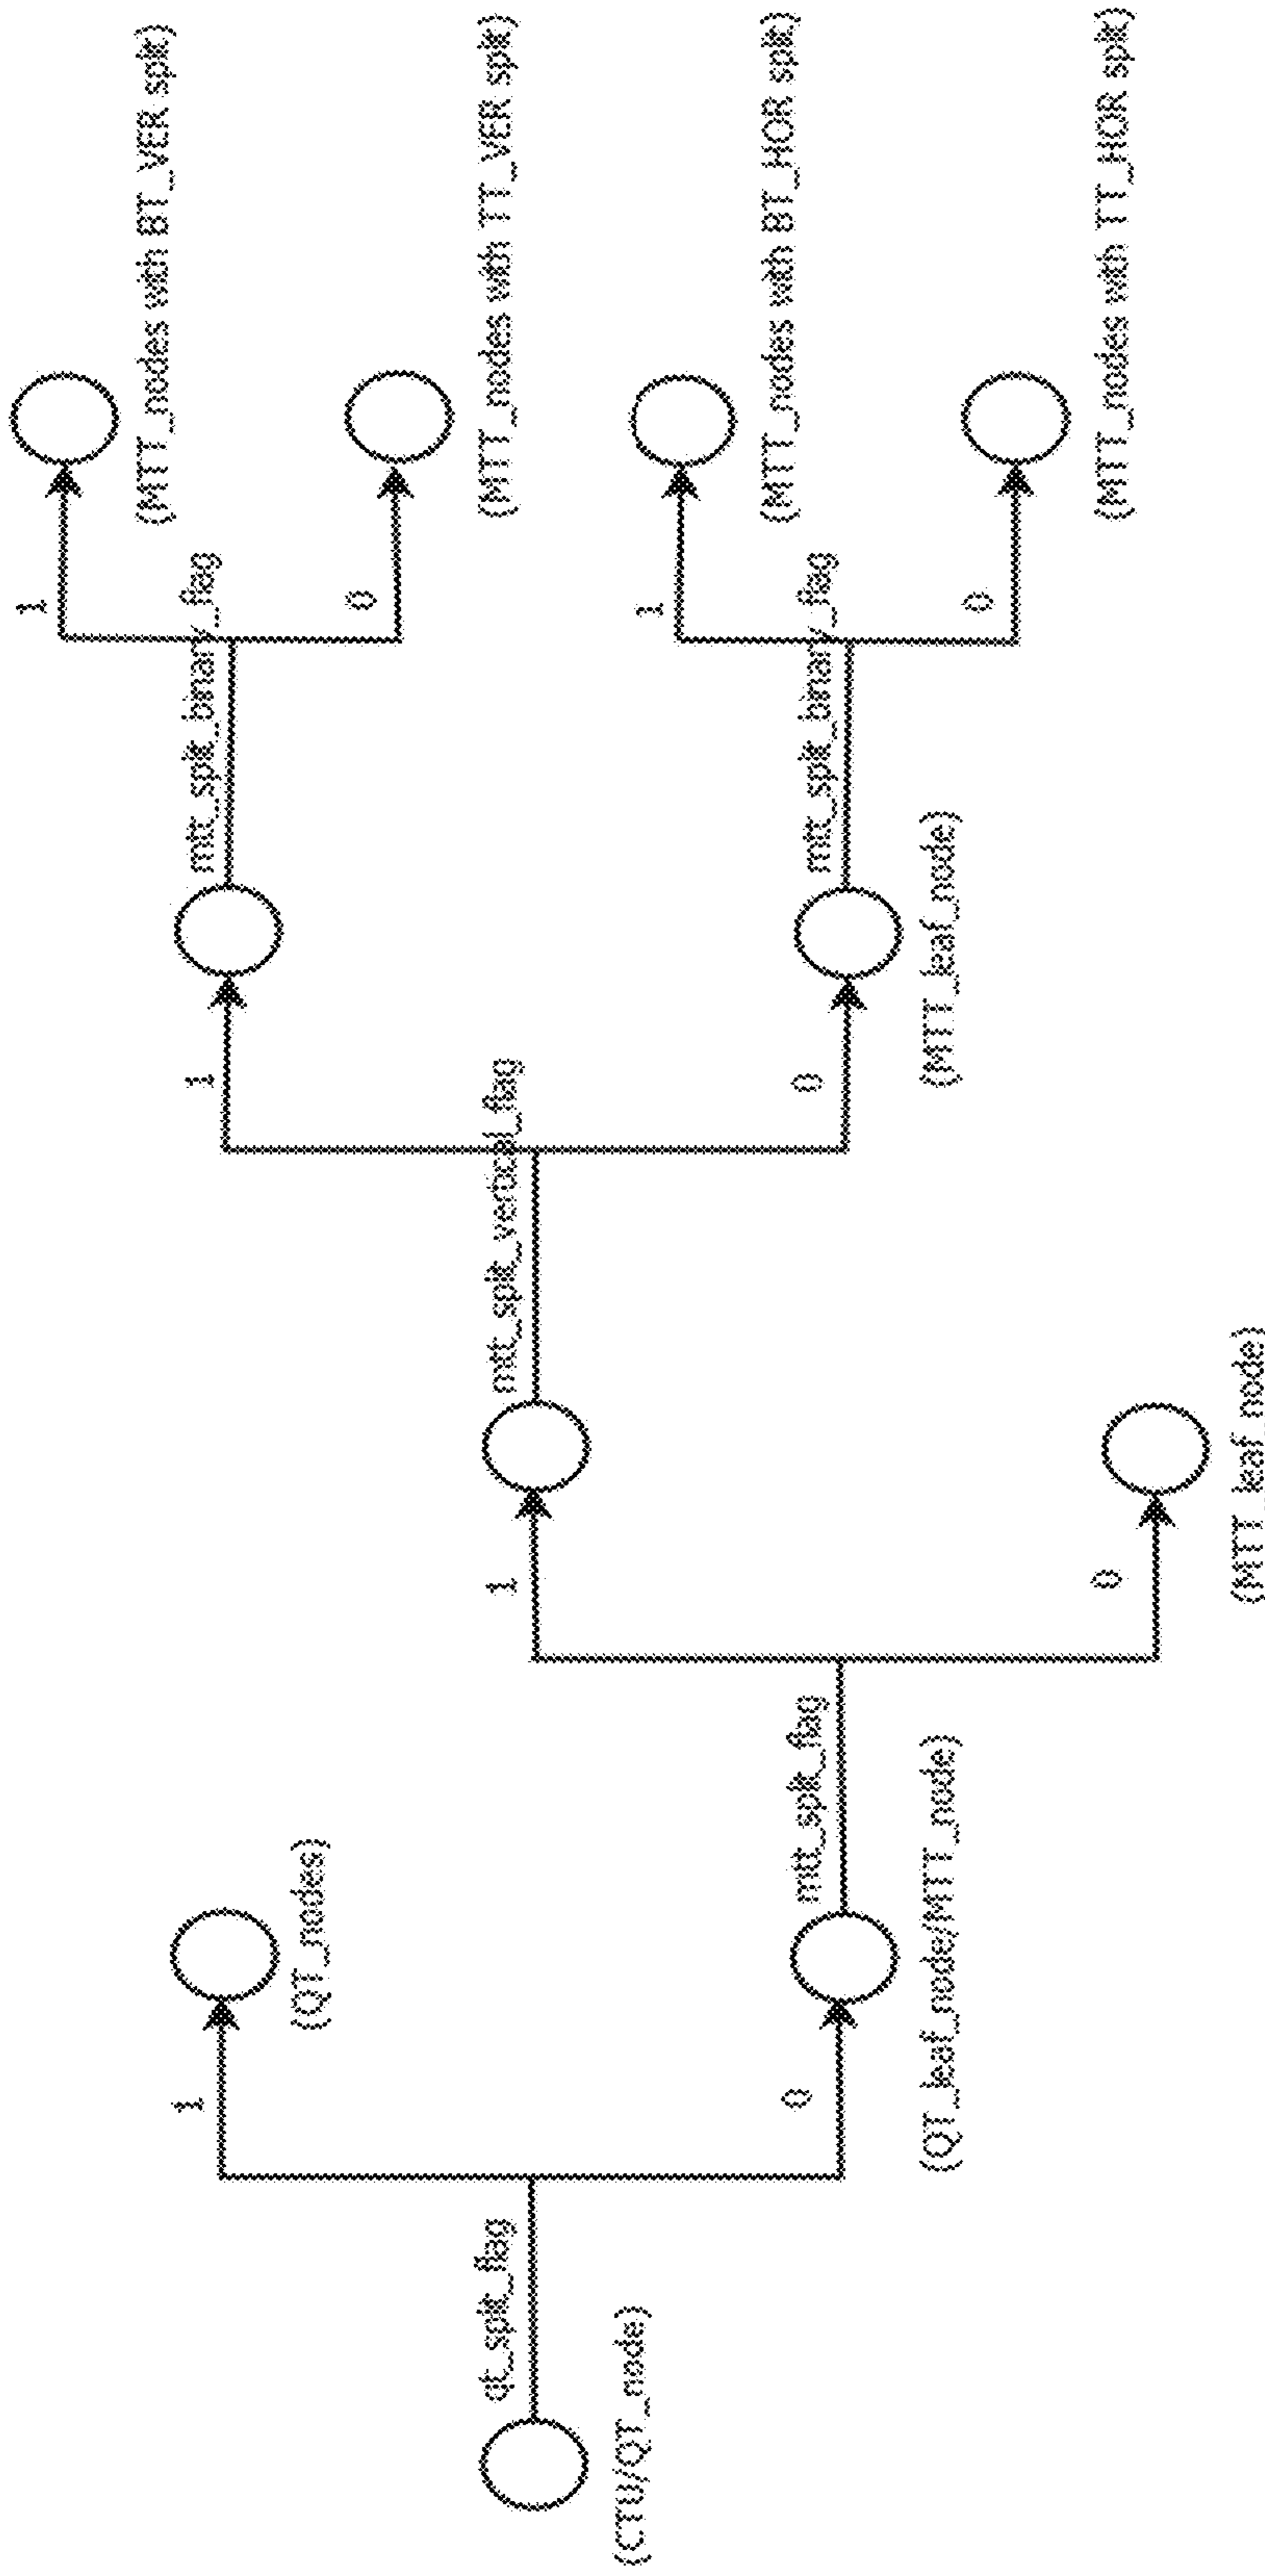 (CTU/QT_node)
qt_split_flag
1
(QT_nodes)
0
(QT_leaf_node/MTT_node)
mtt_split_flag
1
0
(MTT_leaf_node)
mtt_split_vertical_flag
1
0
(MTT_leaf_node)
mtt_split_binary_flag
1
(MTT_nodes with BT_VER split)
0
(MTT_nodes with TT_VER split)
mtt_split_binary_flag
1
(MTT_nodes with BT_HOR split)
0
(MTT_nodes with TT_HOR split)